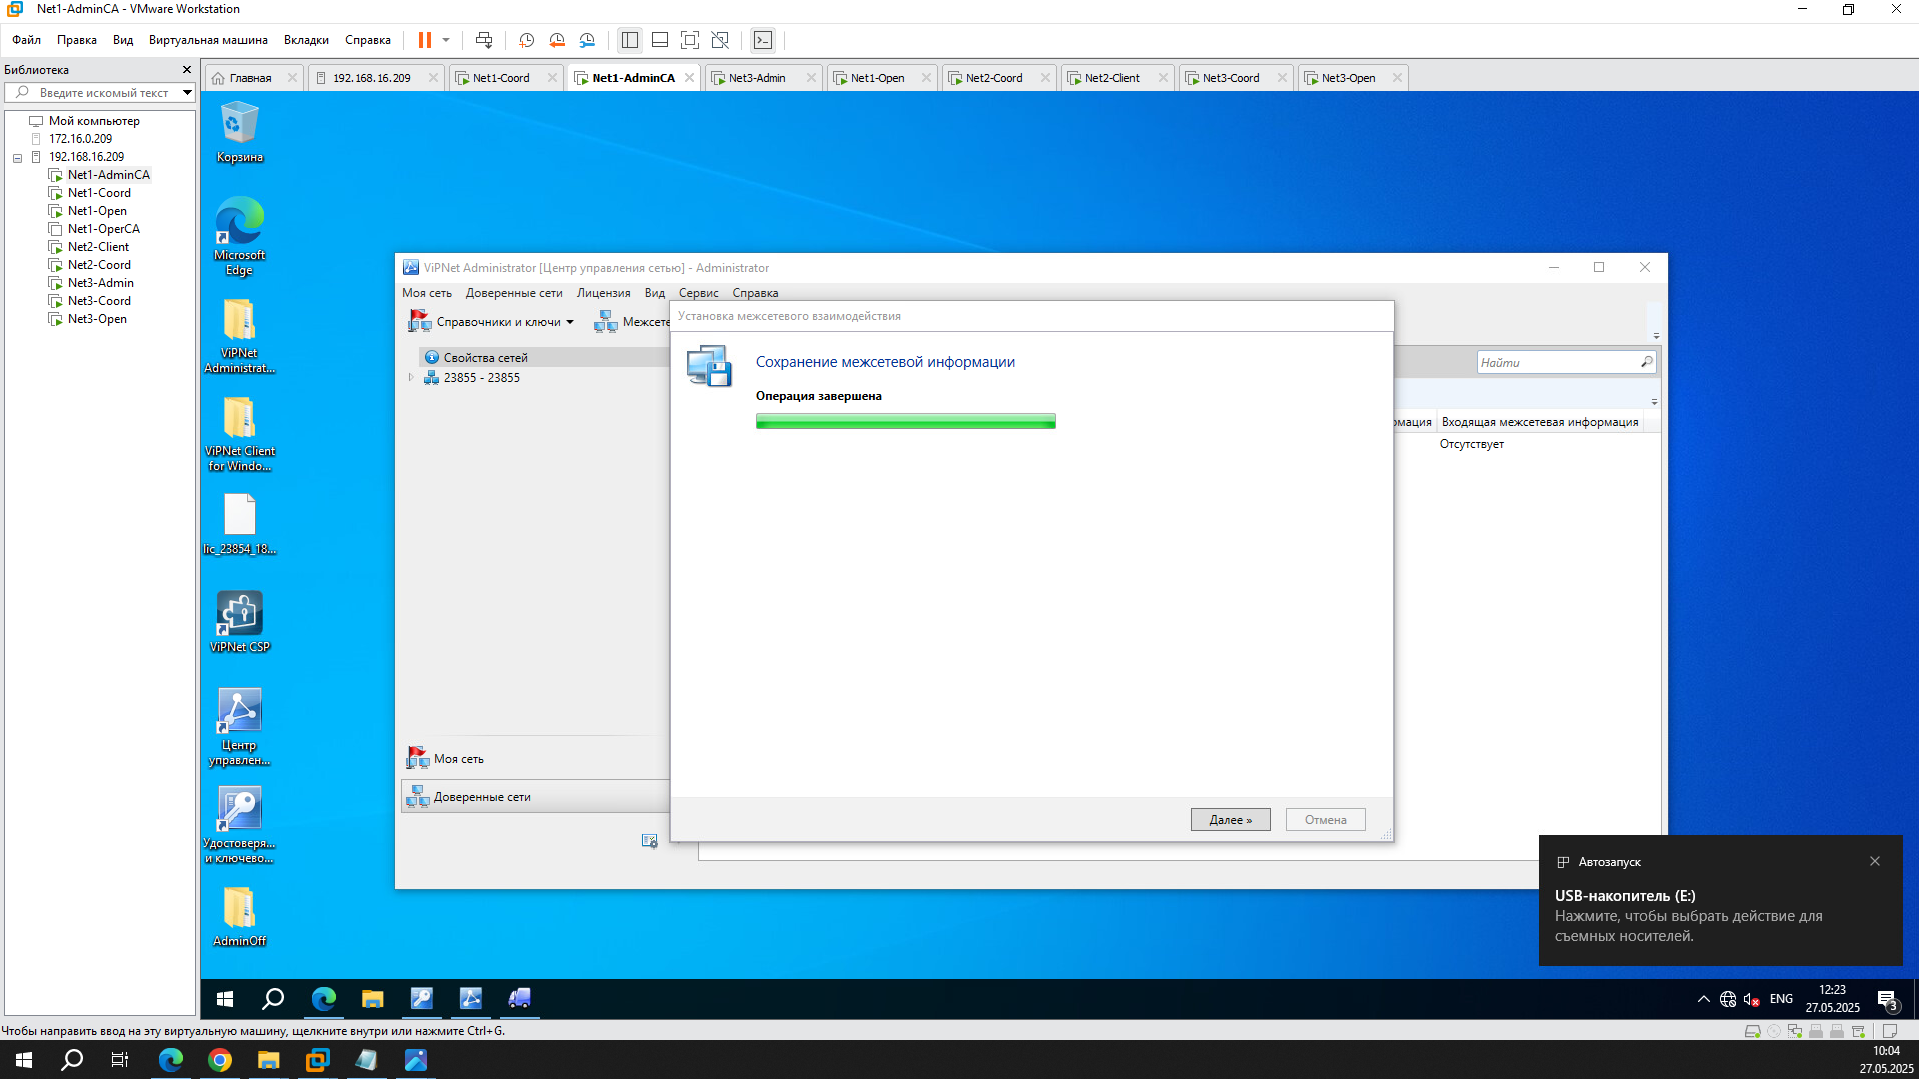 Net1-AdminCA - VMware Workstation
Файл Правка Вид Виртуальная машина Вкладки Справка
Библиотека
Введите искомый текст
Главная
192.168.16.209
Net1-Coord
Net1-AdminCA
Net3-Admin
Net1-Open
Net2-Coord
Net2-Client
Net3-Coord
Net3-Open
Мой компьютер
172.16.0.209
192.168.16.209
Net1-AdminCA
Net1-Coord
Net1-Open
Net1-OperCA
Net2-Client
Net2-Coord
Net3-Admin
Net3-Coord
Net3-Open
Корзина
Microsoft
Edge
ViPNet
Administrat...
ViPNet Client
for Windo...
lic_23854_18...
ViPNet CSP
Центр
управлен...
Удостоверя...
и ключево...
AdminOff
ViPNet Administrator [Центр управления сетью] - Administrator
Моя сеть Доверенные сети Лицензия Вид Сервис Справка
Справочники и ключи
Межсете
Свойства сетей
23855 - 23855
Моя сеть
Доверенные сети
Найти
рмация
Входящая межсетевая информация
Отсутствует
Установка межсетевого взаимодействия
Сохранение межсетевой информации
Операция завершена
Далее »
Отмена
Автозапуск
USB-накопитель (E:)
Нажмите, чтобы выбрать действие для
съемных носителей.
ENG
12:23
27.05.2025
3
Чтобы направить ввод на эту виртуальную машину, щелкните внутри или нажмите Ctrl+G.
10:04
27.05.2025